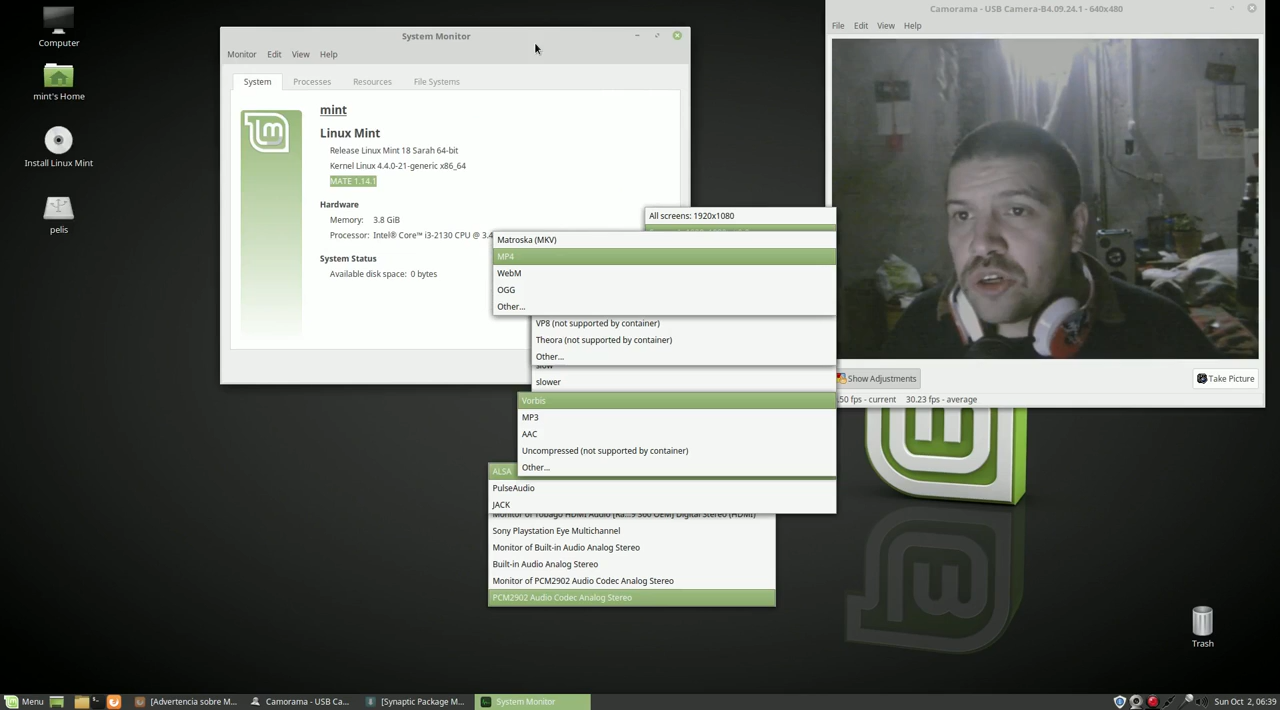 Computer
mint's Home
Install Linux Mint
pelis
System Monitor
Monitor Edit View Help
System Processes Resources File Systems
mint
Linux Mint
Release Linux Mint 18 Sarah 64-bit
Kernel Linux 4.4.0-21-generic x86_64
MATE 1.14.1
Hardware
Memory: 3.8 GiB
Processor: Intel® Core™ i3-2130 CPU @ 3.4
System Status
Available disk space: 0 bytes
All screens: 1920x1080
Matroska (MKV)
MP4
WebM
OGG
Other...
VP8 (not supported by container)
Theora (not supported by container)
Other...
slow
slower
Vorbis
MP3
AAC
Uncompressed (not supported by container)
Other...
ALSA
PulseAudio
JACK
Sony Playstation Eye Multichannel
Monitor of Built-in Audio Analog Stereo
Built-in Audio Analog Stereo
Monitor of PCM2902 Audio Codec Analog Stereo
PCM2902 Audio Codec Analog Stereo
Camorama - USB Camera-B4.09.24.1 - 640x480
File Edit View Help
Show Adjustments
Take Picture
.50 fps - current 30.23 fps - average
Trash
Menu
[Advertencia sobre M...
Camorama - USB Ca...
[Synaptic Package M...
System Monitor
Sun Oct 2, 06:39